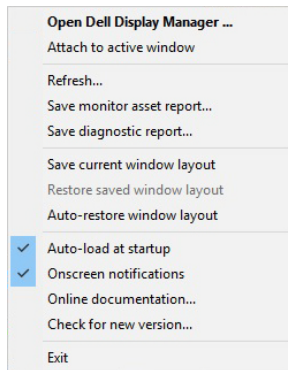 Open Dell Display Manager ...
Attach to active window
Refresh...
Save monitor asset report...
Save diagnostic report...
Save current window layout
Restore saved window layout
Auto-restore window layout
Auto-load at startup
Onscreen notifications
Online documentation...
Check for new version...
Exit